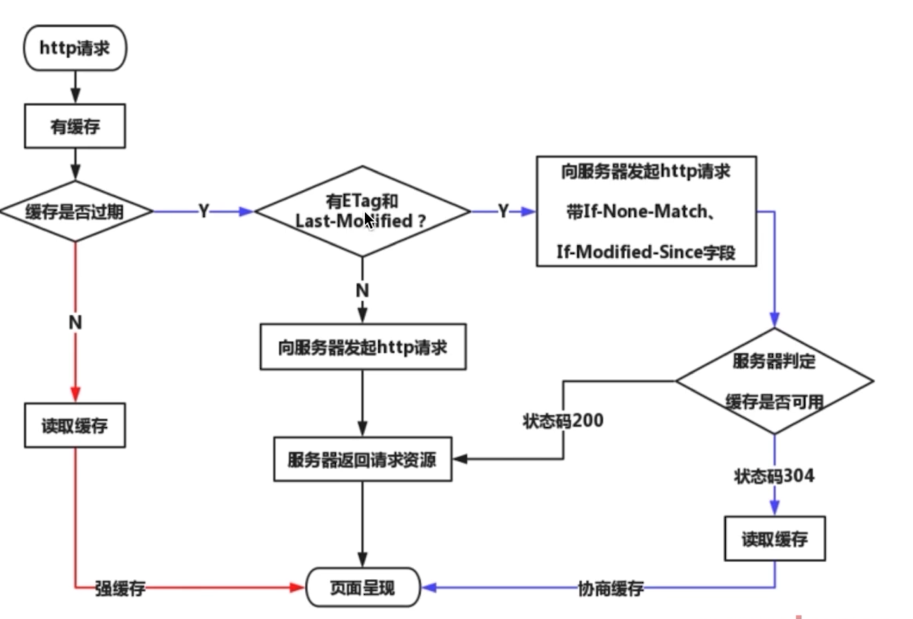 http请求
有缓存
缓存是否过期
Y
有ETag和
Last-Modified？
Y
向服务器发起http请求
带If-None-Match、
If-Modified-Since字段
N
N
向服务器发起http请求
服务器判定
缓存是否可用
读取缓存
状态码200
服务器返回请求资源
状态码304
读取缓存
强缓存
页面呈现
协商缓存